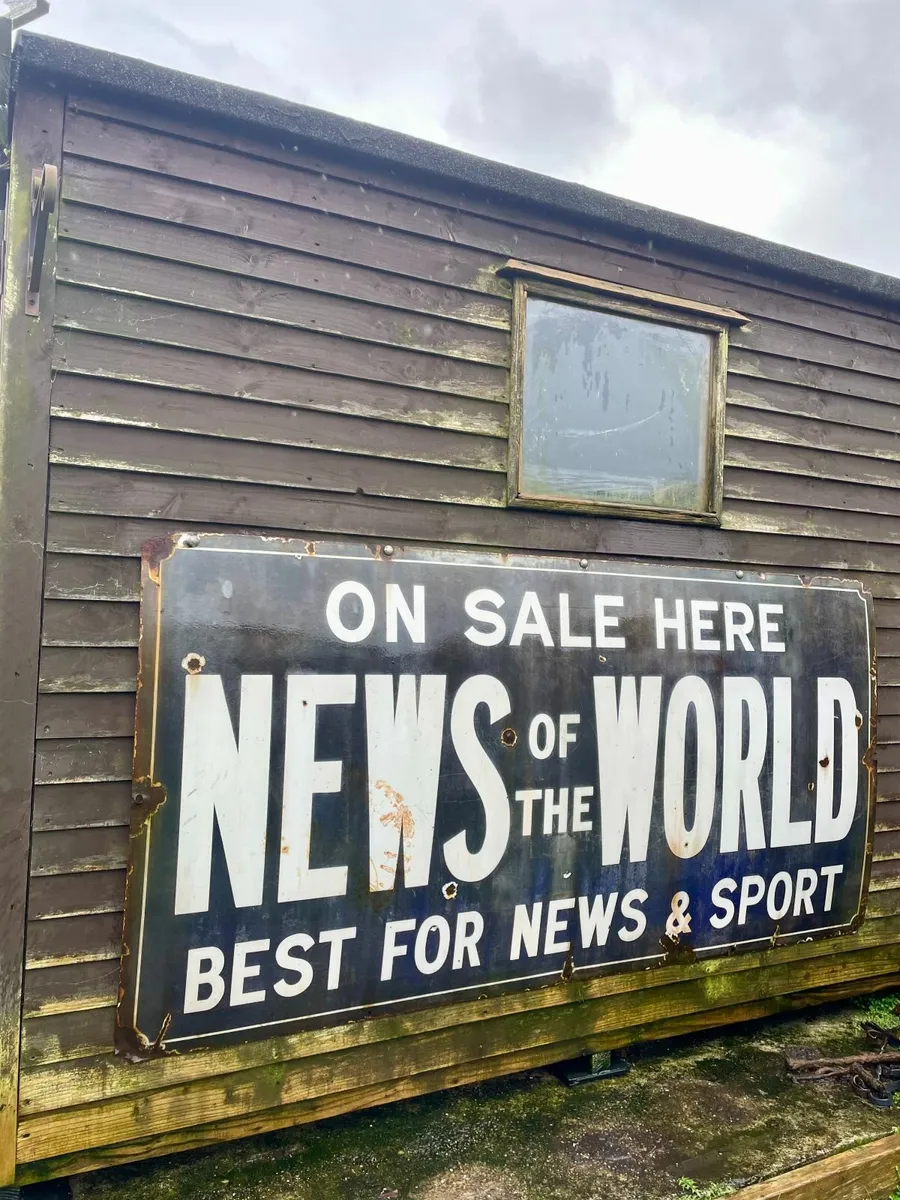 ON SALE HERE
NEWS OF THE WORLD
BEST FOR NEWS & SPORT